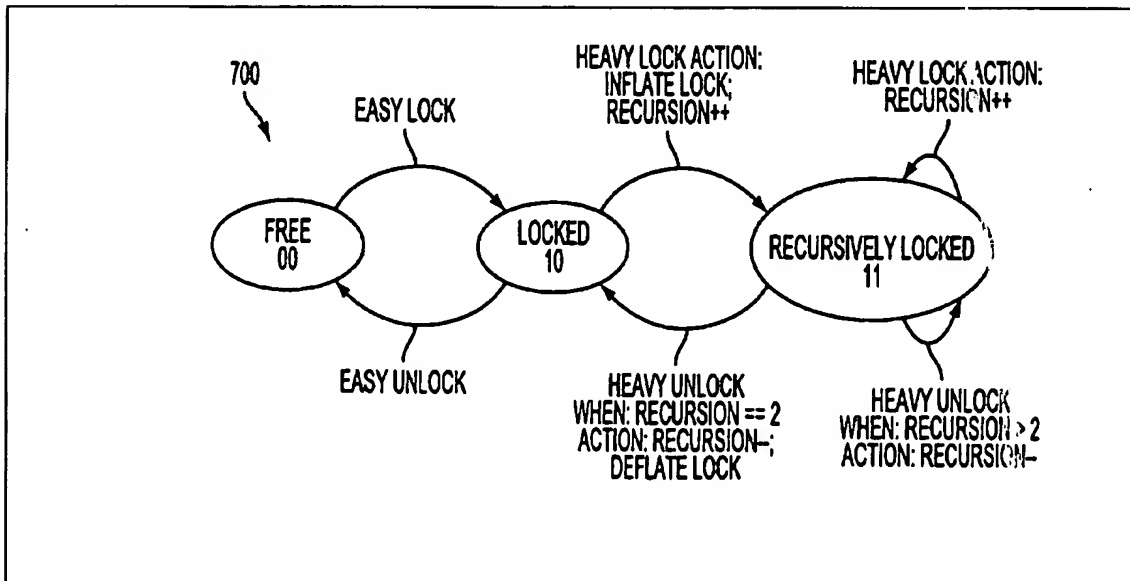 700
EASY LOCK
HEAVY LOCK ACTION:
INFLATE LOCK;
RECURSION++
HEAVY LOCK ACTION:
RECURSION++
FREE
00
LOCKED
10
RECURSIVELY LOCKED
11
EASY UNLOCK
HEAVY UNLOCK
WHEN: RECURSION == 2
ACTION: RECURSION--;
DEFLATE LOCK
HEAVY UNLOCK
WHEN: RECURSION > 2
ACTION: RECURSION--